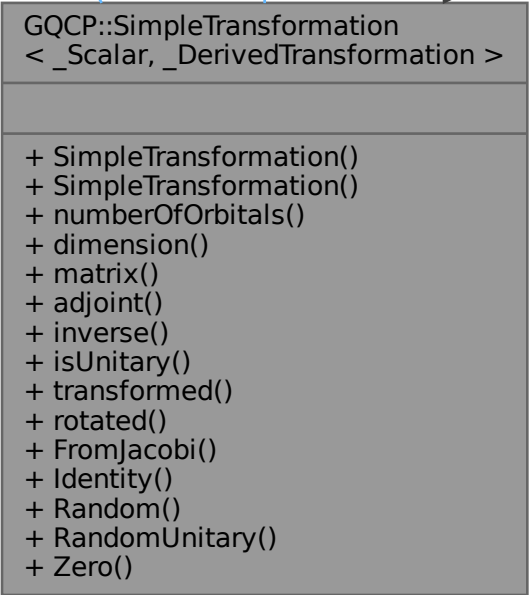 GQCP::SimpleTransformation
< _Scalar, _DerivedTransformation >
+ SimpleTransformation()
+ SimpleTransformation()
+ numberOfOrbitals()
+ dimension()
+ matrix()
+ adjoint()
+ inverse()
+ isUnitary()
+ transformed()
+ rotated()
+ FromJacobi()
+ Identity()
+ Random()
+ RandomUnitary()
+ Zero()